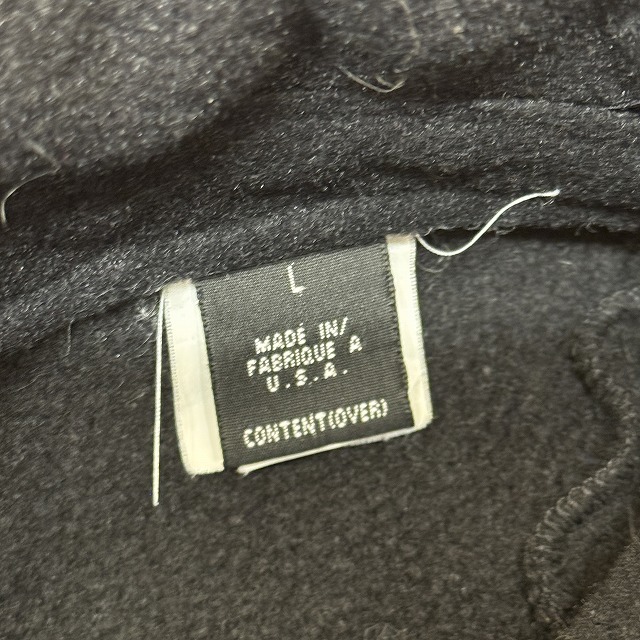 L
MADE IN/
FABRIQUE A
U.S.A.
CONTENT(OVER)